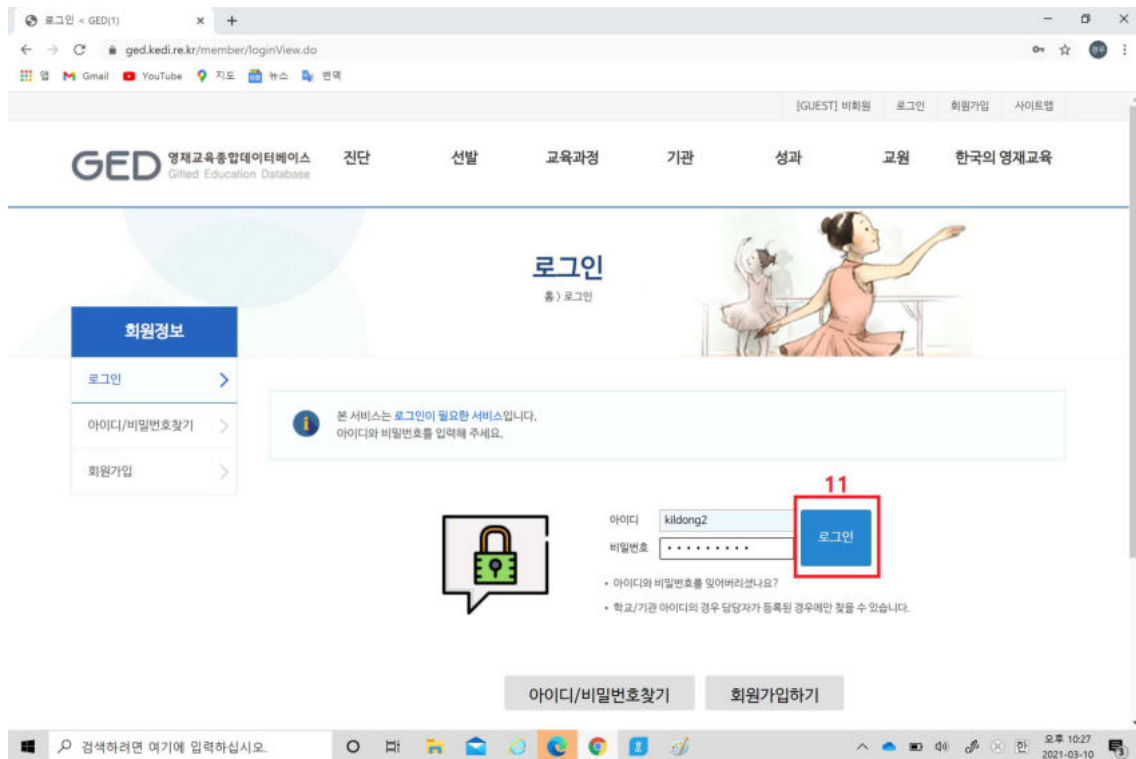 로그인 < GED(1)
ged.kedi.re.kr/member/loginView.do
앱 Gmail YouTube 지도 뉴스 번역
[GUEST] 비회원 로그인 회원가입 사이트맵
GED 영재교육종합데이터베이스
Gifted Education Database
진단 선발 교육과정 기관 성과 교원 한국의 영재교육
로그인
홈 > 로그인
회원정보
로그인
아이디/비밀번호찾기
회원가입
본 서비스는 로그인이 필요한 서비스입니다.
아이디와 비밀번호를 입력해 주세요.
11
아이디 kildong2
비밀번호 • • • • • • • • •
로그인
• 아이디와 비밀번호를 잊어버리셨나요?
• 학교/기관 아이디의 경우 담당자가 등록된 경우에만 찾을 수 있습니다.
아이디/비밀번호찾기 회원가입하기
검색하려면 여기에 입력하십시오.
한
오후 10:27
2021-03-10
3